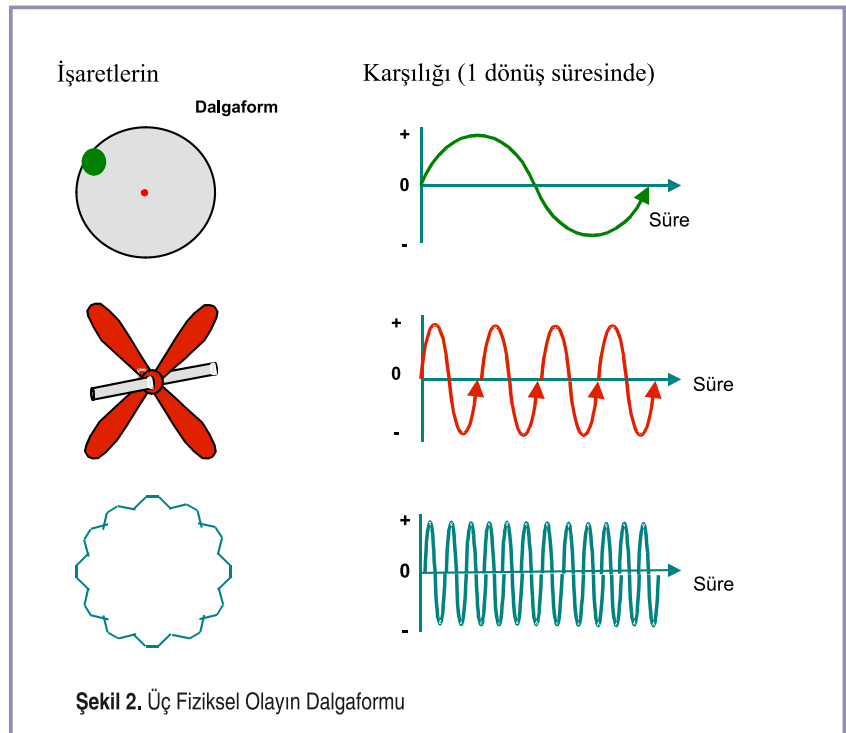 İşaretlerin
Karşılığı (1 dönüş süresinde)
Dalgaform
+
0
-
Süre
+
0
-
Süre
+
0
-
Süre
Şekil 2. Üç Fiziksel Olayın Dalgaformu